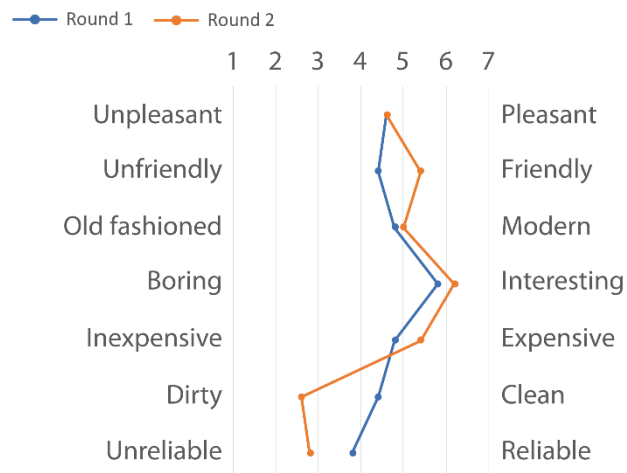 Round 1 Round 2
1 2 3 4 5 6 7
Unpleasant Pleasant
Unfriendly Friendly
Old fashioned Modern
Boring Interesting
Inexpensive Expensive
Dirty Clean
Unreliable Reliable